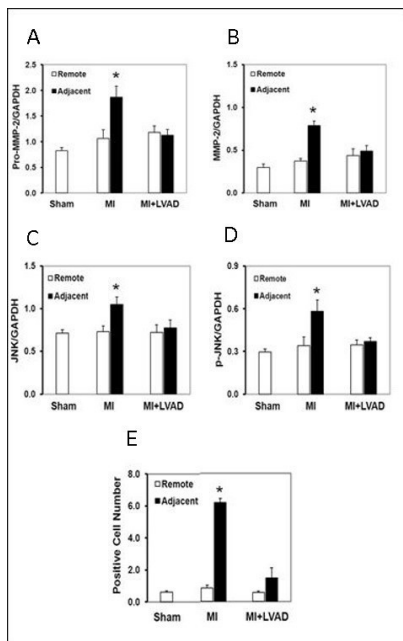 A
Pro-MMP-2/GAPDH
2.5
2.0
1.5
1.0
0.5
0.0
Remote
Adjacent
*
Sham MI MI+LVAD
B
MMP-2/GAPDH
1.5
1.0
0.5
0.0
Remote
Adjacent
*
Sham MI MI+LVAD
C
JNK/GAPDH
1.5
1.0
0.5
0.0
Remote
Adjacent
*
Sham MI MI+LVAD
D
p-JNK/GAPDH
0.9
0.6
0.3
0.0
Remote
Adjacent
*
Sham MI MI+LVAD
E
Positive Cell Number
8.0
6.0
4.0
2.0
0.0
Remote
Adjacent
*
Sham MI MI+LVAD